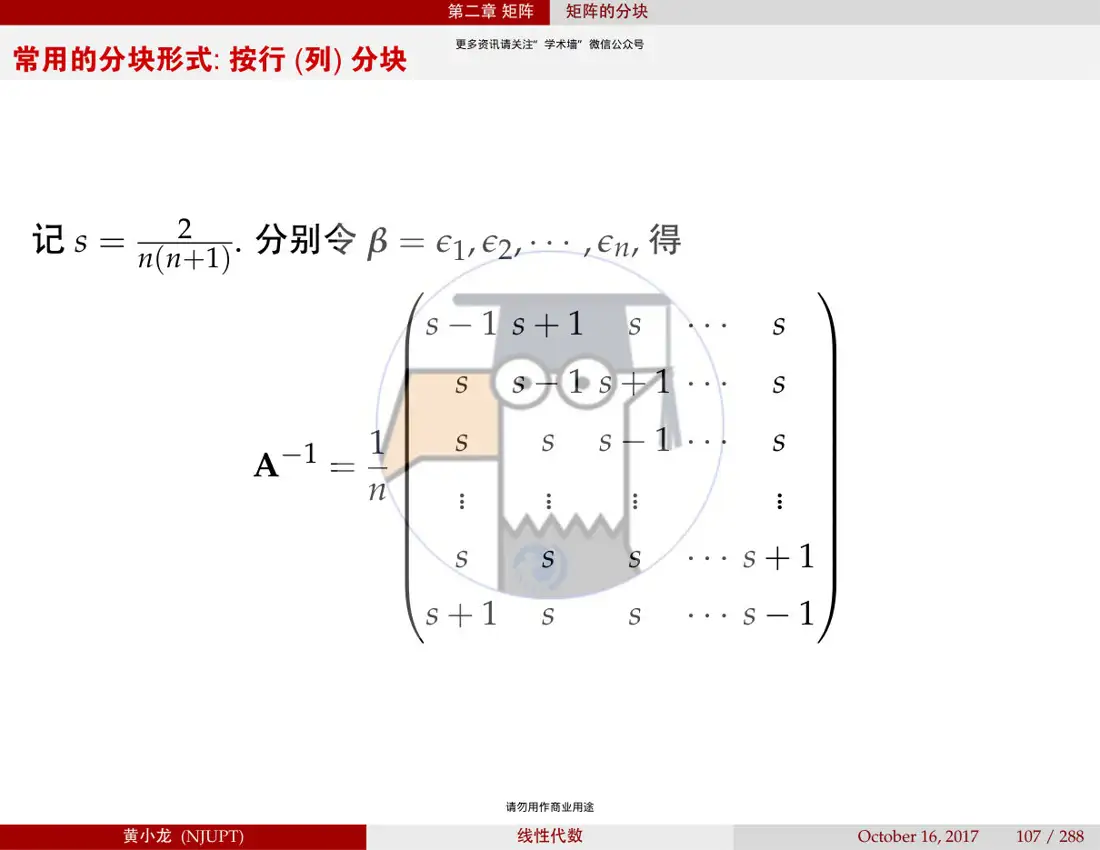 第二章 矩阵 矩阵的分块
更多资讯请关注“学术墙”微信公众号
常用的分块形式: 按行 (列) 分块
记 s = 2/(n(n+1)). 分别令 β = ϵ₁, ϵ₂, ⋯ , ϵₙ, 得
s − 1 s + 1 s ⋯ s
s s − 1 s + 1 ⋯ s
s s s − 1 ⋯ s
A⁻¹ = 1/n
⋮ ⋮ ⋮ ⋮
s s s ⋯ s + 1
s + 1 s s ⋯ s − 1
请勿用作商业用途
黄小龙 (NJUPT) 线性代数 October 16, 2017 107 / 288